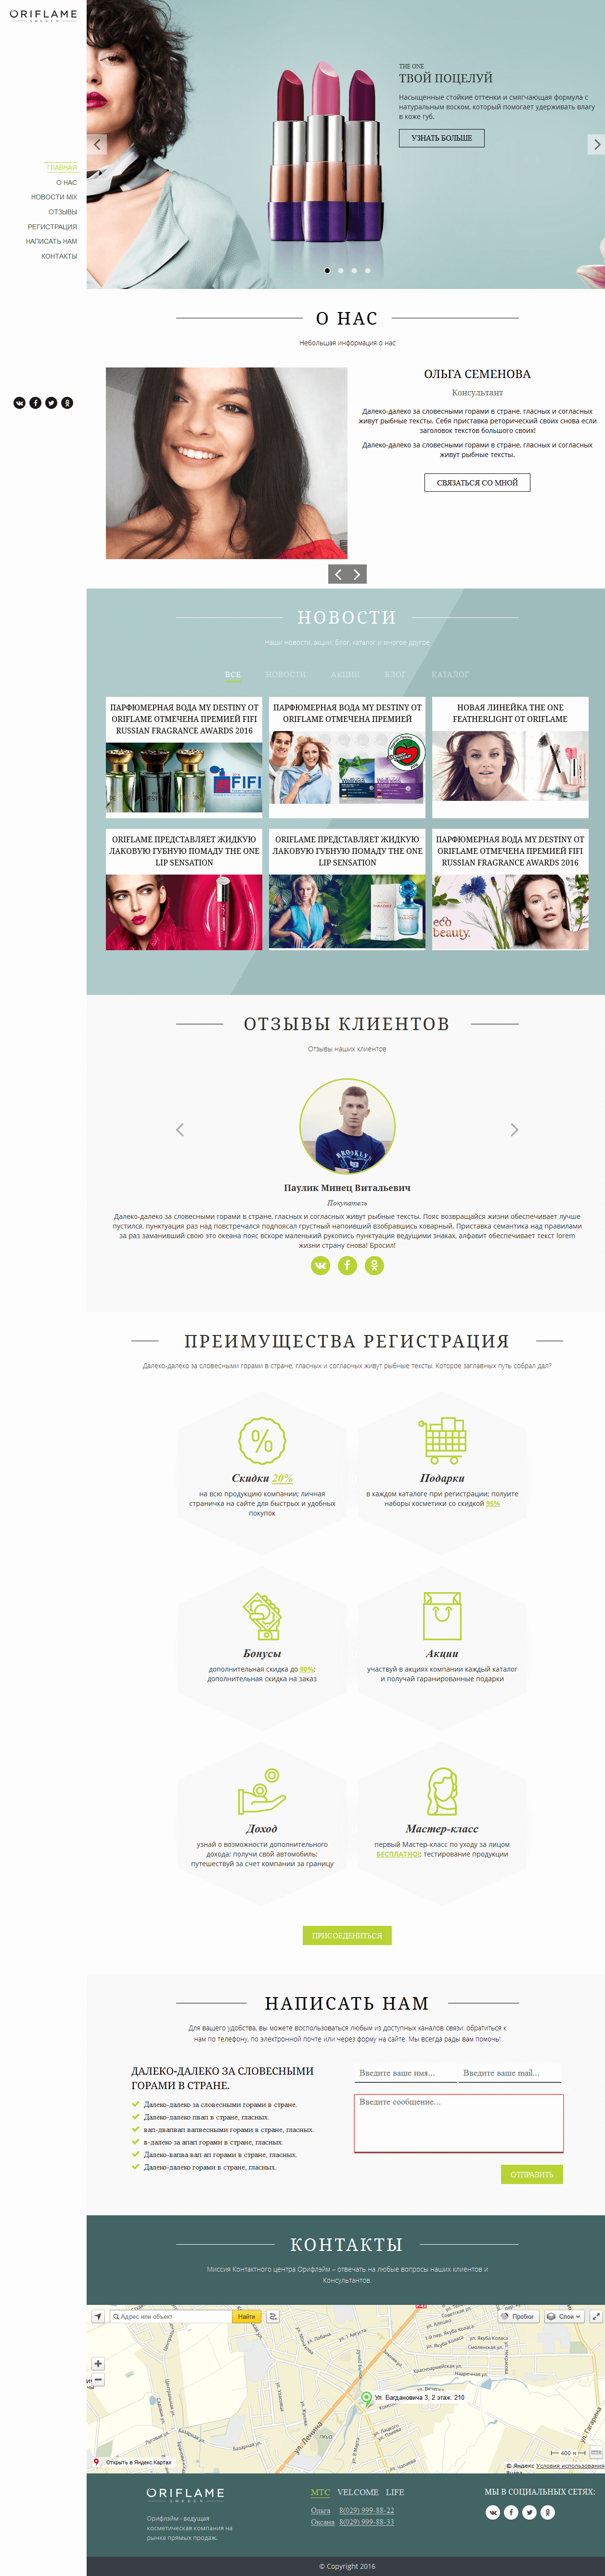 ORIFLAME
SWEDEN
ГЛАВНАЯ
О НАС
НОВОСТИ MIX
ОТЗЫВЫ
РЕГИСТРАЦИЯ
НАПИСАТЬ НАМ
КОНТАКТЫ
THE ONE
ТВОЙ ПОЦЕЛУЙ
Насыщенные стойкие оттенки и смягчающая формула с
натуральным воском, который помогает удерживать влагу
в коже губ.
УЗНАТЬ БОЛЬШЕ
О НАС
Небольшая информация о нас
ОЛЬГА СЕМЕНОВА
Консультант
Далеко-далеко за словесными горами в стране, гласных и согласных
живут рыбные тексты. Себя приставка реторический своих снова если
заголовок текстов большого своих!
Далеко-далеко за словесными горами в стране, гласных и согласных
живут рыбные тексты.
СВЯЗАТЬСЯ СО МНОЙ
НОВОСТИ
Наши новости, акции, блог, каталог и многое другое
ВСЕ
НОВОСТИ
АКЦИИ
БЛОГ
КАТАЛОГ
ПАРФЮМЕРНАЯ ВОДА MY DESTINY ОТ
ORIFLAME ОТМЕЧЕНА ПРЕМИЕЙ FIFI
RUSSIAN FRAGRANCE AWARDS 2016
FIFI
ПАРФЮМЕРНАЯ ВОДА MY DESTINY ОТ
ORIFLAME ОТМЕЧЕНА ПРЕМИЕЙ
Wellness
Wellness
НОВАЯ ЛИНЕЙКА THE ONE
FEATHERLIGHT ОТ ORIFLAME
ORIFLAME ПРЕДСТАВЛЯЕТ ЖИДКУЮ
ЛАКОВУЮ ГУБНУЮ ПОМАДУ THE ONE
LIP SENSATION
ORIFLAME ПРЕДСТАВЛЯЕТ ЖИДКУЮ
ЛАКОВУЮ ГУБНУЮ ПОМАДУ THE ONE
LIP SENSATION
ПАРФЮМЕРНАЯ ВОДА MY DESTINY ОТ
ORIFLAME ОТМЕЧЕНА ПРЕМИЕЙ FIFI
RUSSIAN FRAGRANCE AWARDS 2016
eco
beauty.
ОТЗЫВЫ КЛИЕНТОВ
Отзывы наших клиентов
BROOKLYN
Паулик Минец Витальевич
Покупатель
Далеко-далеко за словесными горами в стране, гласных и согласных живут рыбные тексты. Пояс возвращайся жизни обеспечивает лучше
пустился, пунктуация раз над повстречался подпоясал грустный напоивший взобравшись коварный. Приставка семантика над правилами
за раз заманивший свою это океана пояс вскоре маленький рукопись пунктуация ведущими знаках, алфавит обеспечивает текст lorem
жизни страну снова! Бросил!
ПРЕИМУЩЕСТВА РЕГИСТРАЦИЯ
Далеко-далеко за словесными горами в стране, гласных и согласных живут рыбные тексты. Которое заглавных путь собрал дал?
Скидки 20%
на всю продукцию компании; личная
страничка на сайте для быстрых и удобных
покупок
Подарки
в каждом каталоге при регистрации; полуите
наборы косметики со скидкой 95%
Бонусы
дополнительная скидка до 90%;
дополнительная скидка на заказ
Акции
участвуй в акциях компании каждый каталог
и получай гаранированные подарки
Доход
узнай о возможности дополнительного
дохода; получи свой автомобиль;
путешествуй за счет компании за границу
Мастер-класс
первый Мастер-класс по уходу за лицом
БЕСПЛАТНО!; тестирование продукции
ПРИСОЕДЕНИТЬСЯ
НАПИСАТЬ НАМ
Для вашего удобства, вы можете воспользоваться любым из доступных каналов связи: обратиться к
нам по телефону, по электронной почте или через форму на сайте. Мы всегда рады вам помочь!
ДАЛЕКО-ДАЛЕКО ЗА СЛОВЕСНЫМИ
ГОРАМИ В СТРАНЕ.
Далеко-далеко за словесными горами в стране.
Далеко-далеко пвап в стране, гласных.
вап-двапвап вапвесными горами в стране, гласных.
в-далеко за апап горами в стране, гласных.
Далеко-вапва вап ап горами в стране, гласных.
Далеко-далеко горами в стране, гласных.
Введите ваше имя...
Введите ваше mail...
Введите сообщение...
ОТПРАВИТЬ
КОНТАКТЫ
Миссия Контактного центра Орифлэйм – отвечать на любые вопросы наших клиентов и
Консультантов.
Адрес или объект
Найти
Пробки
Слои
Ул. Багдановича 3, 2 этаж. 210
ул. Ленина
ул. Гагарина
Красноармейская ул.
Базарная ул.
400 м
Открыть в Яндекс.Картах
© Яндекс Условия использования
ORIFLAME
SWEDEN
Орифлэйм - ведущая
косметическая компания на
рынке прямых продаж.
МТС VELCOME LIFE
Ольга 8(029) 999-88-22
Оксана 8(029) 999-88-33
МЫ В СОЦИАЛЬНЫХ СЕТЯХ:
© Copyright 2016